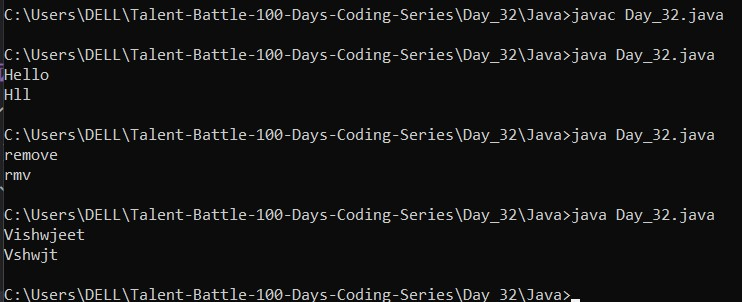 C:\Users\DELL\Talent-Battle-100-Days-Coding-Series\Day_32\Java>javac Day_32.java
C:\Users\DELL\Talent-Battle-100-Days-Coding-Series\Day_32\Java>java Day_32.java
Hello
Hll
C:\Users\DELL\Talent-Battle-100-Days-Coding-Series\Day_32\Java>java Day_32.java
remove
rmv
C:\Users\DELL\Talent-Battle-100-Days-Coding-Series\Day_32\Java>java Day_32.java
Vishwjeet
Vshwjt
C:\Users\DELL\Talent-Battle-100-Days-Coding-Series\Day_32\Java>